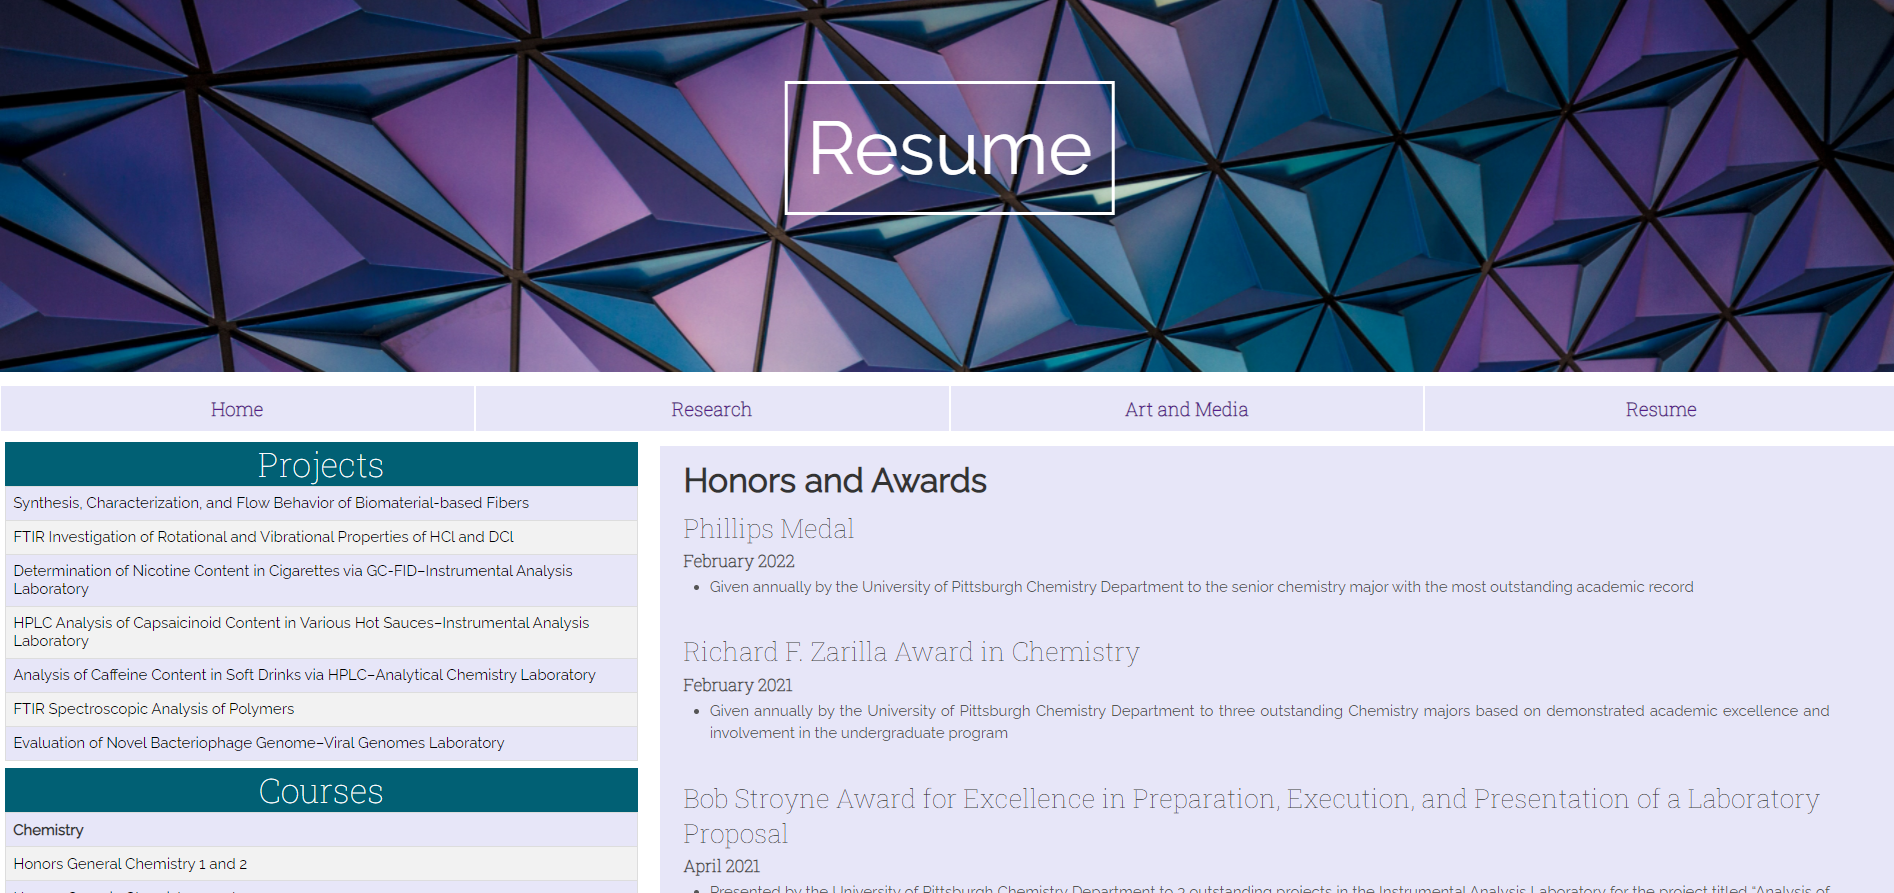 Resume
Home
Research
Art and Media
Resume
Projects
Synthesis, Characterization, and Flow Behavior of Biomaterial-based Fibers
FTIR Investigation of Rotational and Vibrational Properties of HCl and DCl
Determination of Nicotine Content in Cigarettes via GC-FID–Instrumental Analysis
Laboratory
HPLC Analysis of Capsaicinoid Content in Various Hot Sauces–Instrumental Analysis
Laboratory
Analysis of Caffeine Content in Soft Drinks via HPLC–Analytical Chemistry Laboratory
FTIR Spectroscopic Analysis of Polymers
Evaluation of Novel Bacteriophage Genome–Viral Genomes Laboratory
Courses
Chemistry
Honors General Chemistry 1 and 2
Honors and Awards
Phillips Medal
February 2022
• Given annually by the University of Pittsburgh Chemistry Department to the senior chemistry major with the most outstanding academic record
Richard F. Zarilla Award in Chemistry
February 2021
• Given annually by the University of Pittsburgh Chemistry Department to three outstanding Chemistry majors based on demonstrated academic excellence and
involvement in the undergraduate program
Bob Stroyne Award for Excellence in Preparation, Execution, and Presentation of a Laboratory
Proposal
April 2021
• Presented by the University of Pittsburgh Chemistry Department to 3 outstanding projects in the Instrumental Analysis Laboratory for the project titled “Analysis of